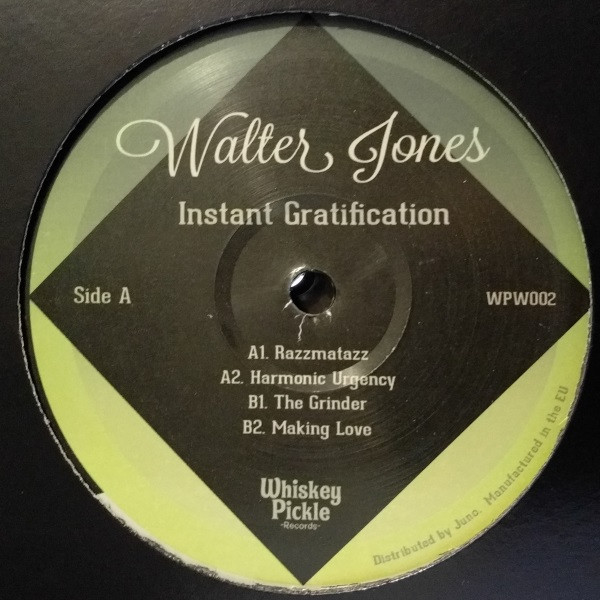 Walter Jones
Instant Gratification
Side A
WPW002
A1. Razzmatazz
A2. Harmonic Urgency
B1. The Grinder
B2. Making Love
Whiskey
Pickle
-Records-
Distributed by Juno. Manufactured in the EU